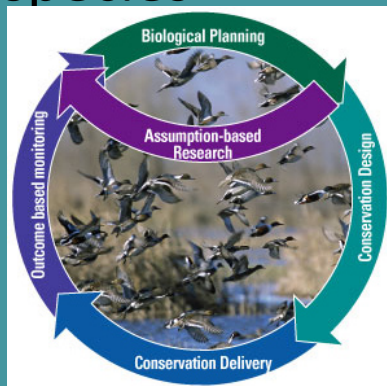 Biological Planning
Assumption-based
Research
Conservation Design
Conservation Delivery
Outcome based monitoring